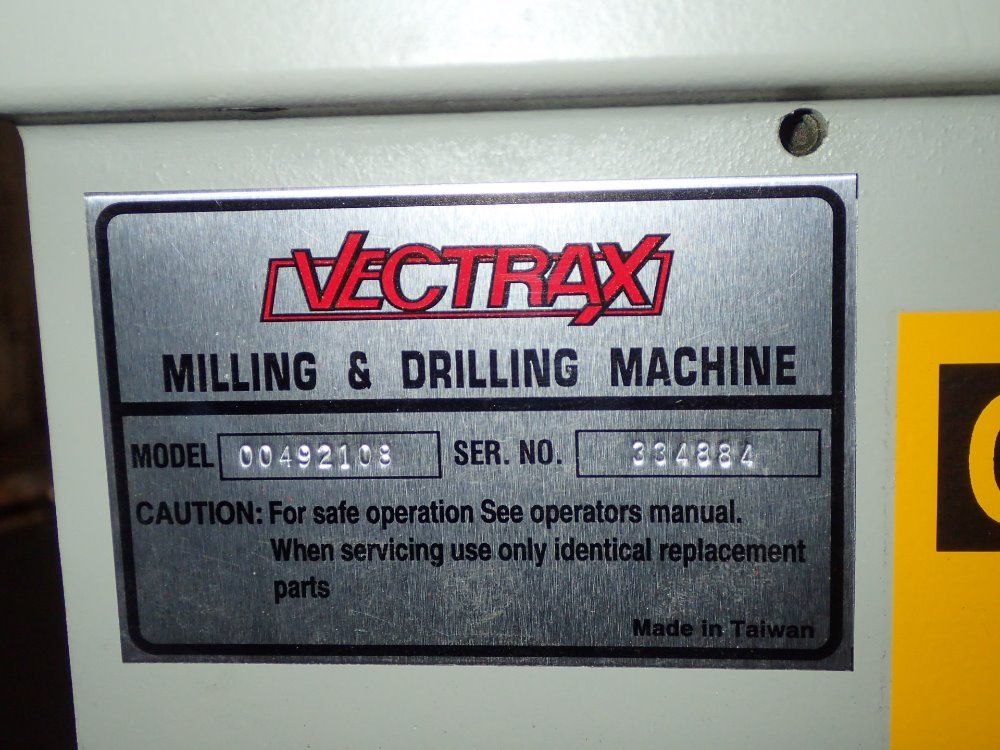 VECTRAX
MILLING & DRILLING MACHINE
MODEL 00492108 SER. NO. 334884
CAUTION: For safe operation See operators manual.
When servicing use only identical replacement
parts
Made in Taiwan